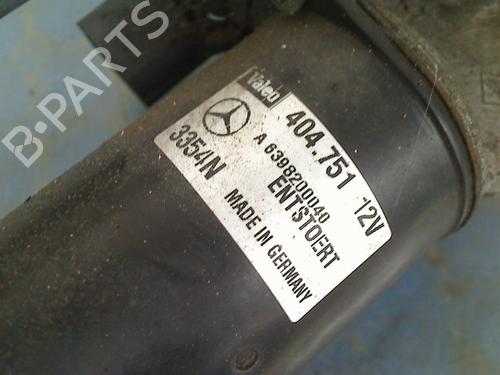 B-PARTS
Valeo
404.751 12V
A 6398200040
3354N ENTSTOERT
MADE IN GERMANY